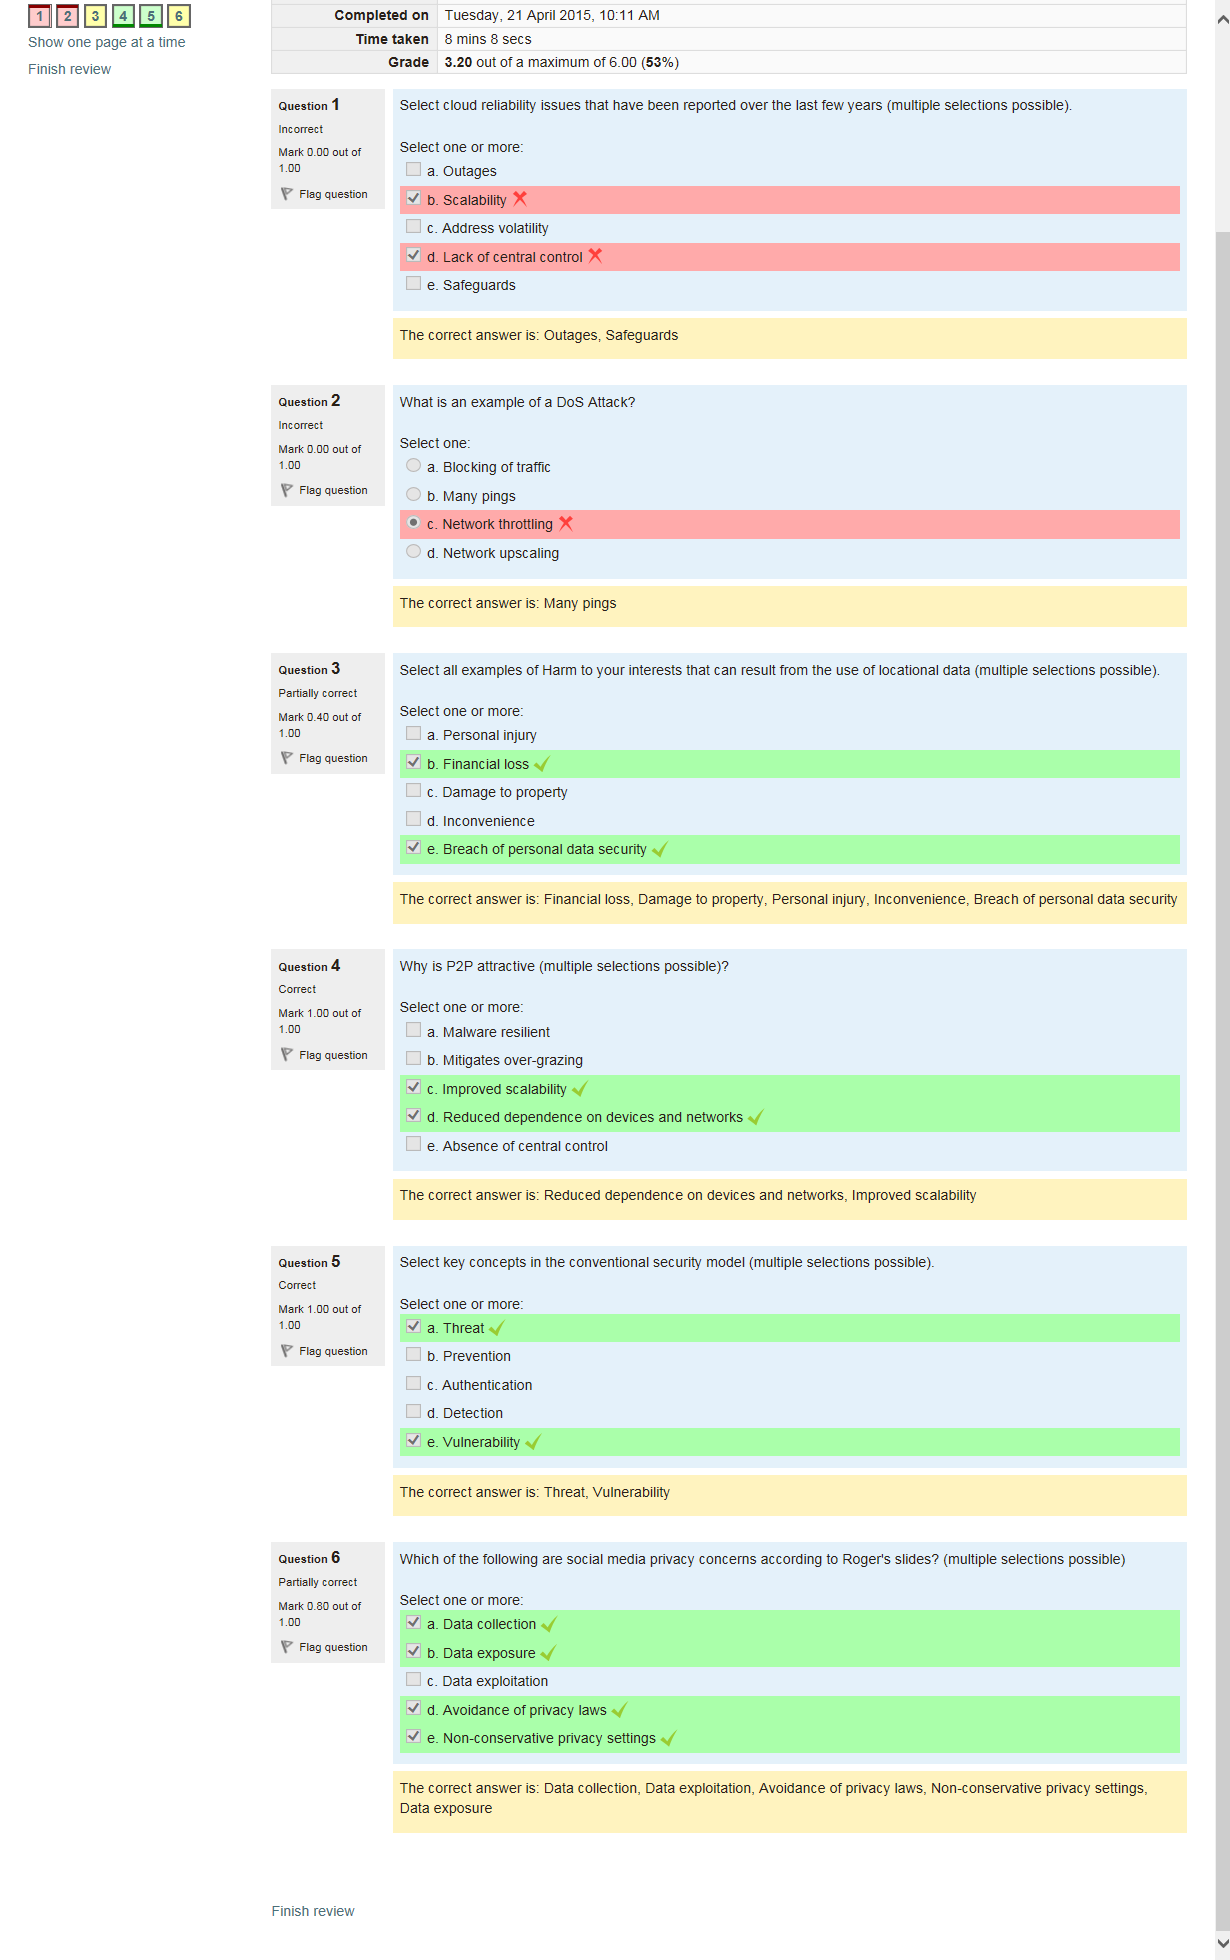 1 2 3 4 5 6
Show one page at a time
Finish review
Completed on Tuesday, 21 April 2015, 10:11 AM
Time taken 8 mins 8 secs
Grade 3.20 out of a maximum of 6.00 (53%)
Question 1
Incorrect
Mark 0.00 out of
1.00
Flag question
Select cloud reliability issues that have been reported over the last few years (multiple selections possible).
Select one or more:
a. Outages
b. Scalability
c. Address volatility
d. Lack of central control
e. Safeguards
The correct answer is: Outages, Safeguards
Question 2
Incorrect
Mark 0.00 out of
1.00
Flag question
What is an example of a DoS Attack?
Select one:
a. Blocking of traffic
b. Many pings
c. Network throttling
d. Network upscaling
The correct answer is: Many pings
Question 3
Partially correct
Mark 0.40 out of
1.00
Flag question
Select all examples of Harm to your interests that can result from the use of locational data (multiple selections possible).
Select one or more:
a. Personal injury
b. Financial loss
c. Damage to property
d. Inconvenience
e. Breach of personal data security
The correct answer is: Financial loss, Damage to property, Personal injury, Inconvenience, Breach of personal data security
Question 4
Correct
Mark 1.00 out of
1.00
Flag question
Why is P2P attractive (multiple selections possible)?
Select one or more:
a. Malware resilient
b. Mitigates over-grazing
c. Improved scalability
d. Reduced dependence on devices and networks
e. Absence of central control
The correct answer is: Reduced dependence on devices and networks, Improved scalability
Question 5
Correct
Mark 1.00 out of
1.00
Flag question
Select key concepts in the conventional security model (multiple selections possible).
Select one or more:
a. Threat
b. Prevention
c. Authentication
d. Detection
e. Vulnerability
The correct answer is: Threat, Vulnerability
Question 6
Partially correct
Mark 0.80 out of
1.00
Flag question
Which of the following are social media privacy concerns according to Roger's slides? (multiple selections possible)
Select one or more:
a. Data collection
b. Data exposure
c. Data exploitation
d. Avoidance of privacy laws
e. Non-conservative privacy settings
The correct answer is: Data collection, Data exploitation, Avoidance of privacy laws, Non-conservative privacy settings,
Data exposure
Finish review